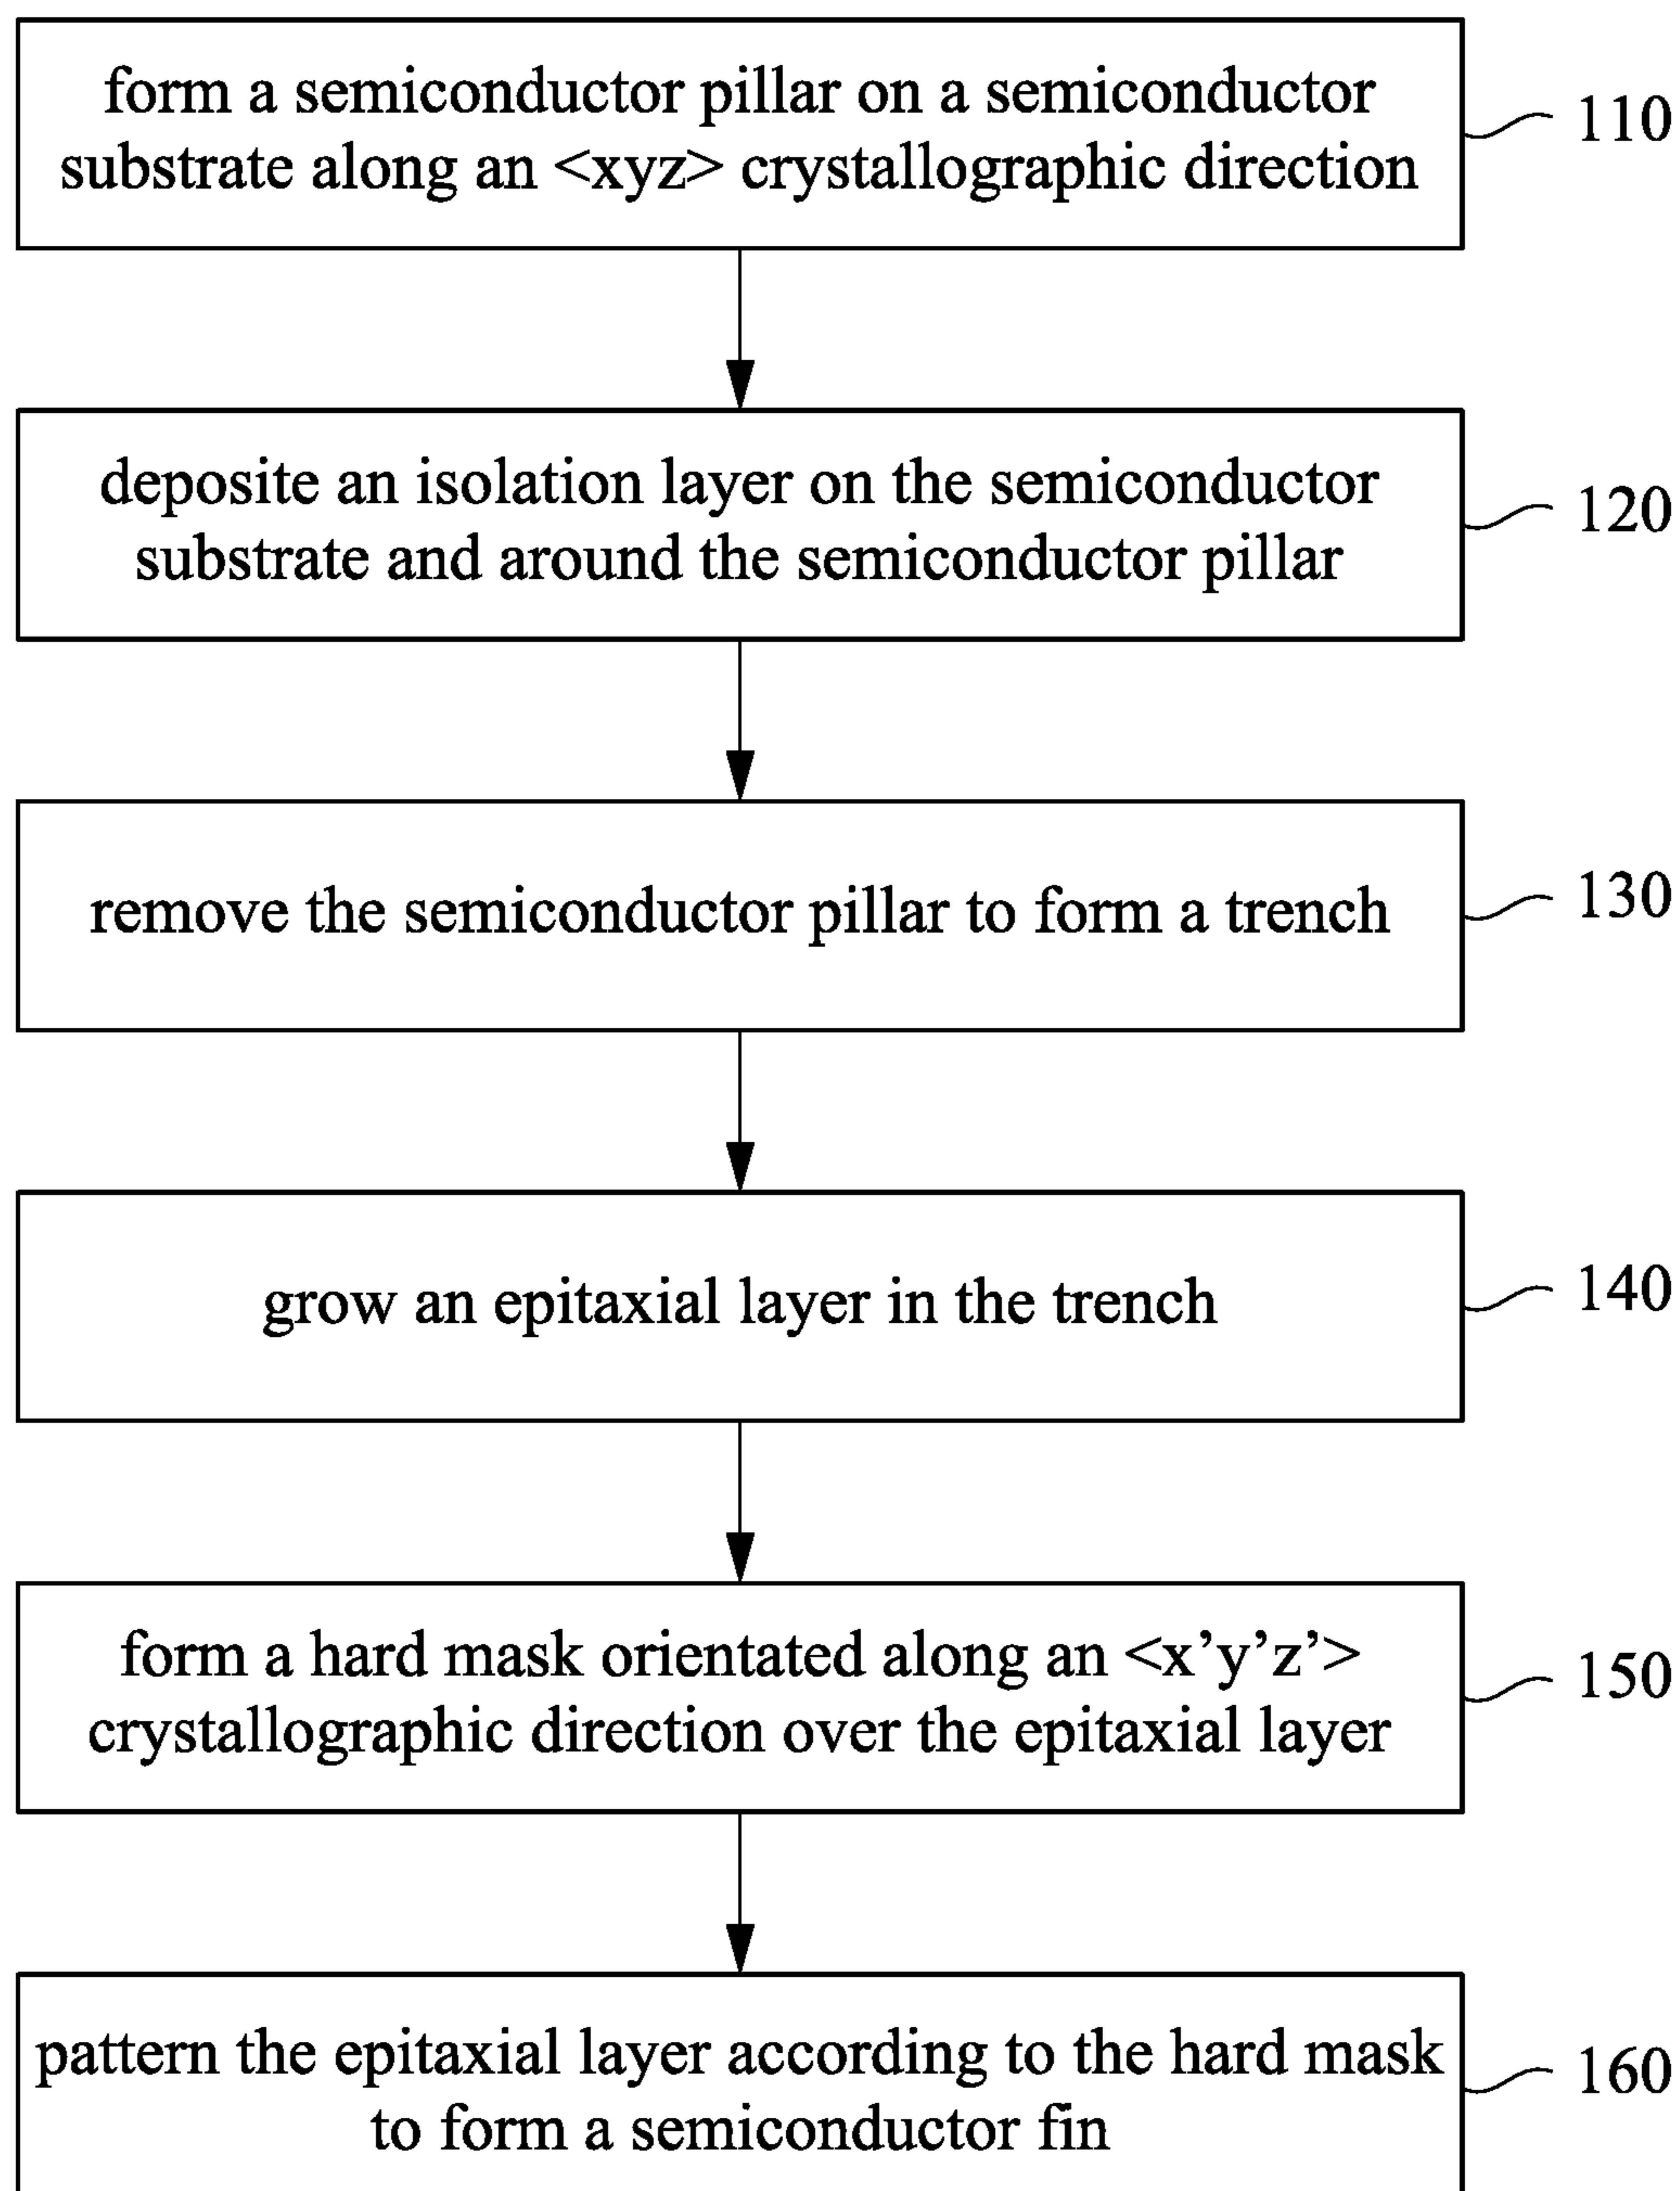 form a semiconductor pillar on a semiconductor
substrate along an <xyz> crystallographic direction
110
deposite an isolation layer on the semiconductor
substrate and around the semiconductor pillar
120
remove the semiconductor pillar to form a trench
130
grow an epitaxial layer in the trench
140
form a hard mask orientated along an <x’y’z’>
crystallographic direction over the epitaxial layer
150
pattern the epitaxial layer according to the hard mask
to form a semiconductor fin
160